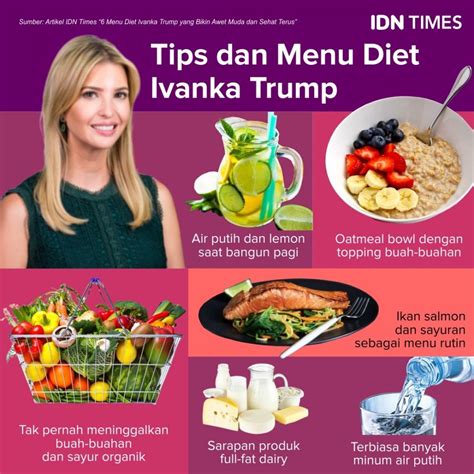 Sumber: Artikel IDN Times "6 Menu Diet Ivanka Trump yang Bikin Awet Muda dan Sehat Terus"
IDN TIMES
Tips dan Menu Diet
Ivanka Trump
Air putih dan lemon
saat bangun pagi
Oatmeal bowl dengan
topping buah-buahan
Ikan salmon
dan sayuran
sebagai menu rutin
Tak pernah meninggalkan
buah-buahan
dan sayur organik
Sarapan produk
full-fat dairy
Terbiasa banyak
minum air putih